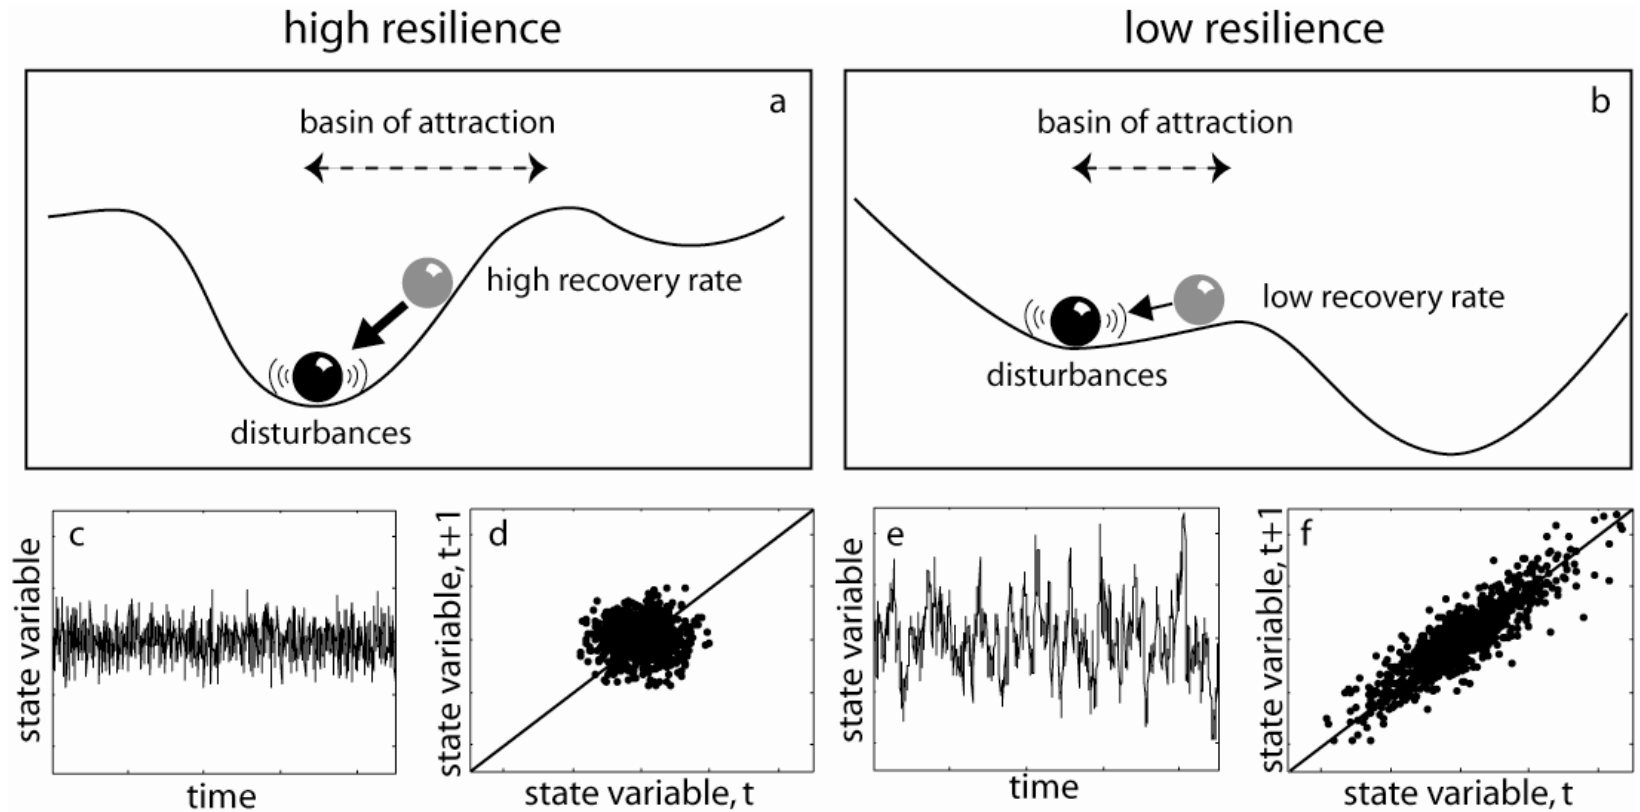 high resilience
low resilience
a
basin of attraction
high recovery rate
disturbances
b
basin of attraction
low recovery rate
disturbances
c
state variable
time
d
state variable, t+1
state variable, t
e
state variable
time
f
state variable, t+1
state variable, t